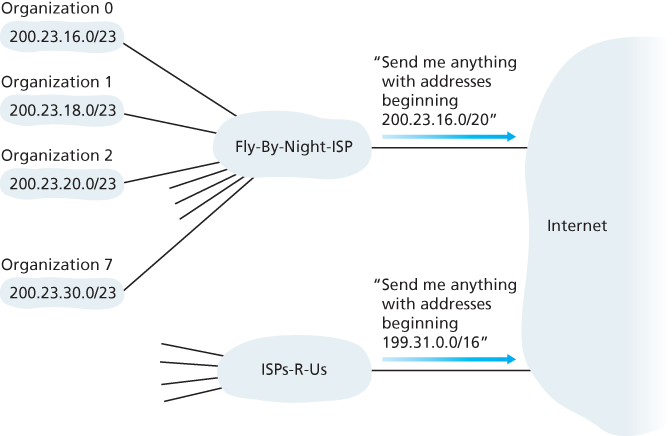 Organization 0
200.23.16.0/23
Organization 1
200.23.18.0/23
Organization 2
200.23.20.0/23
Organization 7
200.23.30.0/23
Fly-By-Night-ISP
“Send me anything
with addresses
beginning
200.23.16.0/20”
Internet
“Send me anything
with addresses
beginning
199.31.0.0/16”
ISPs-R-Us